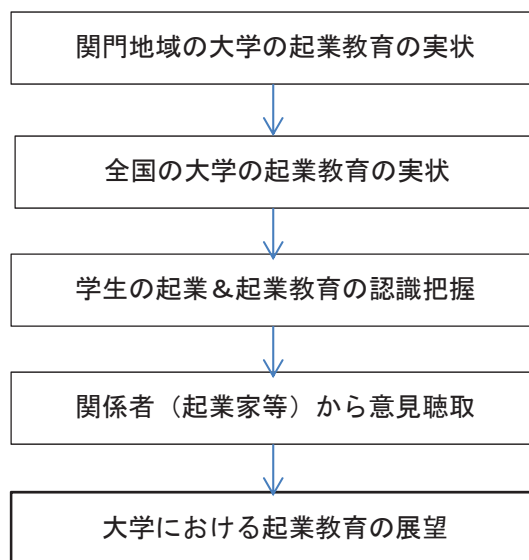 関門地域の大学の起業教育の実状
全国の大学の起業教育の実状
学生の起業＆起業教育の認識把握
関係者（起業家等）から意見聴取
大学における起業教育の展望